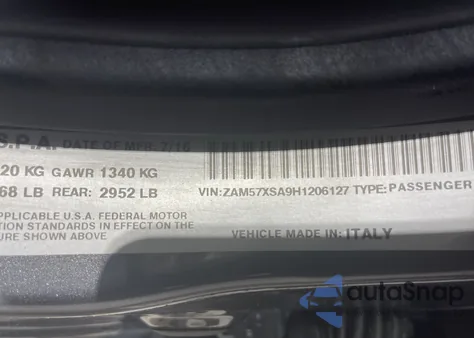 S.P.A. DATE OF MFR. 7/16
20 KG GAWR 1340 KG
68 LB REAR: 2952 LB
VIN:ZAM57XSA9H1206127 TYPE:PASSENGER
APPLICABLE U.S.A. FEDERAL MOTOR
TION STANDARDS IN EFFECT ON THE
SHOWN ABOVE.
VEHICLE MADE IN: ITALY
autoSnap